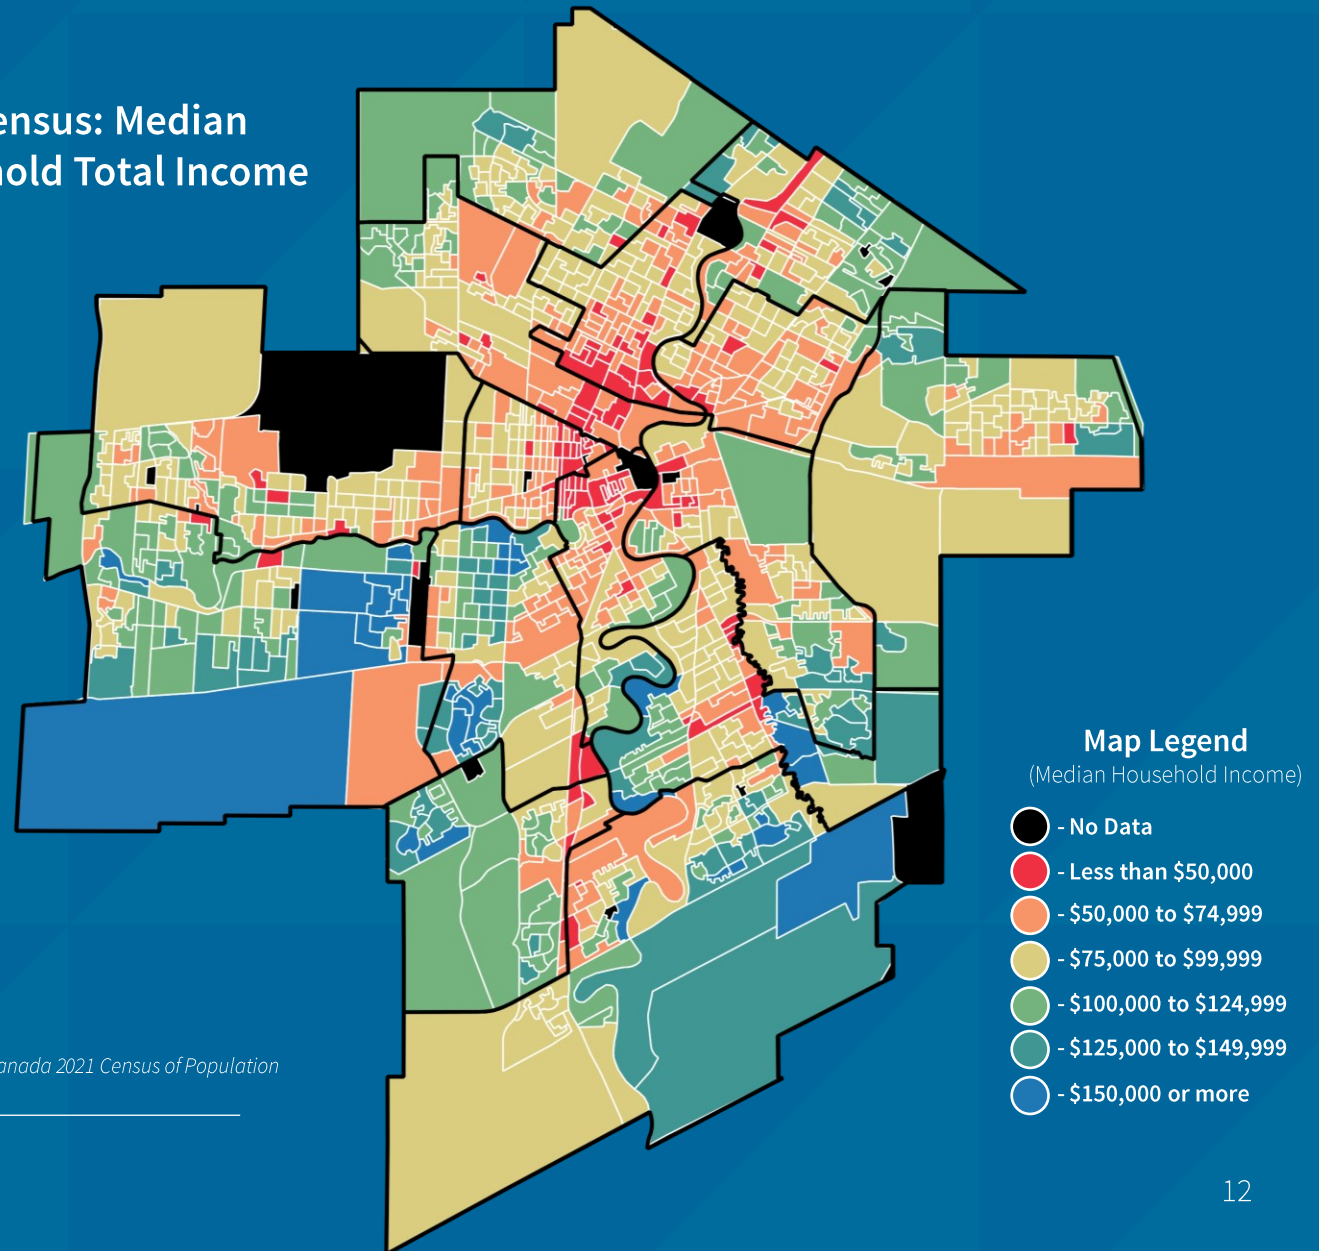 ensus: Median
hold Total Income
Map Legend
(Median Household Income)
- No Data
- Less than $50,000
- $50,000 to $74,999
- $75,000 to $99,999
- $100,000 to $124,999
- $125,000 to $149,999
- $150,000 or more
anada 2021 Census of Population
12